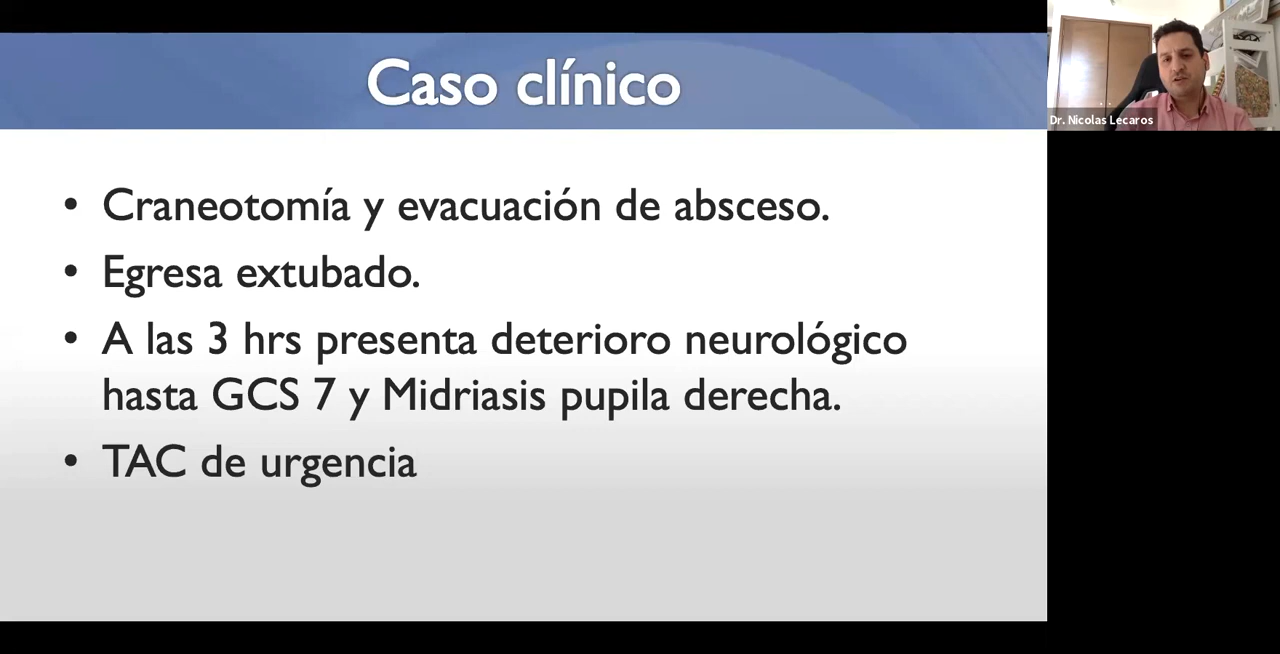 Caso clínico
Dr. Nicolas Lecaros
• Craneotomía y evacuación de absceso.
• Egresa extubado.
• A las 3 hrs presenta deterioro neurológico
hasta GCS 7 y Midriasis pupila derecha.
• TAC de urgencia